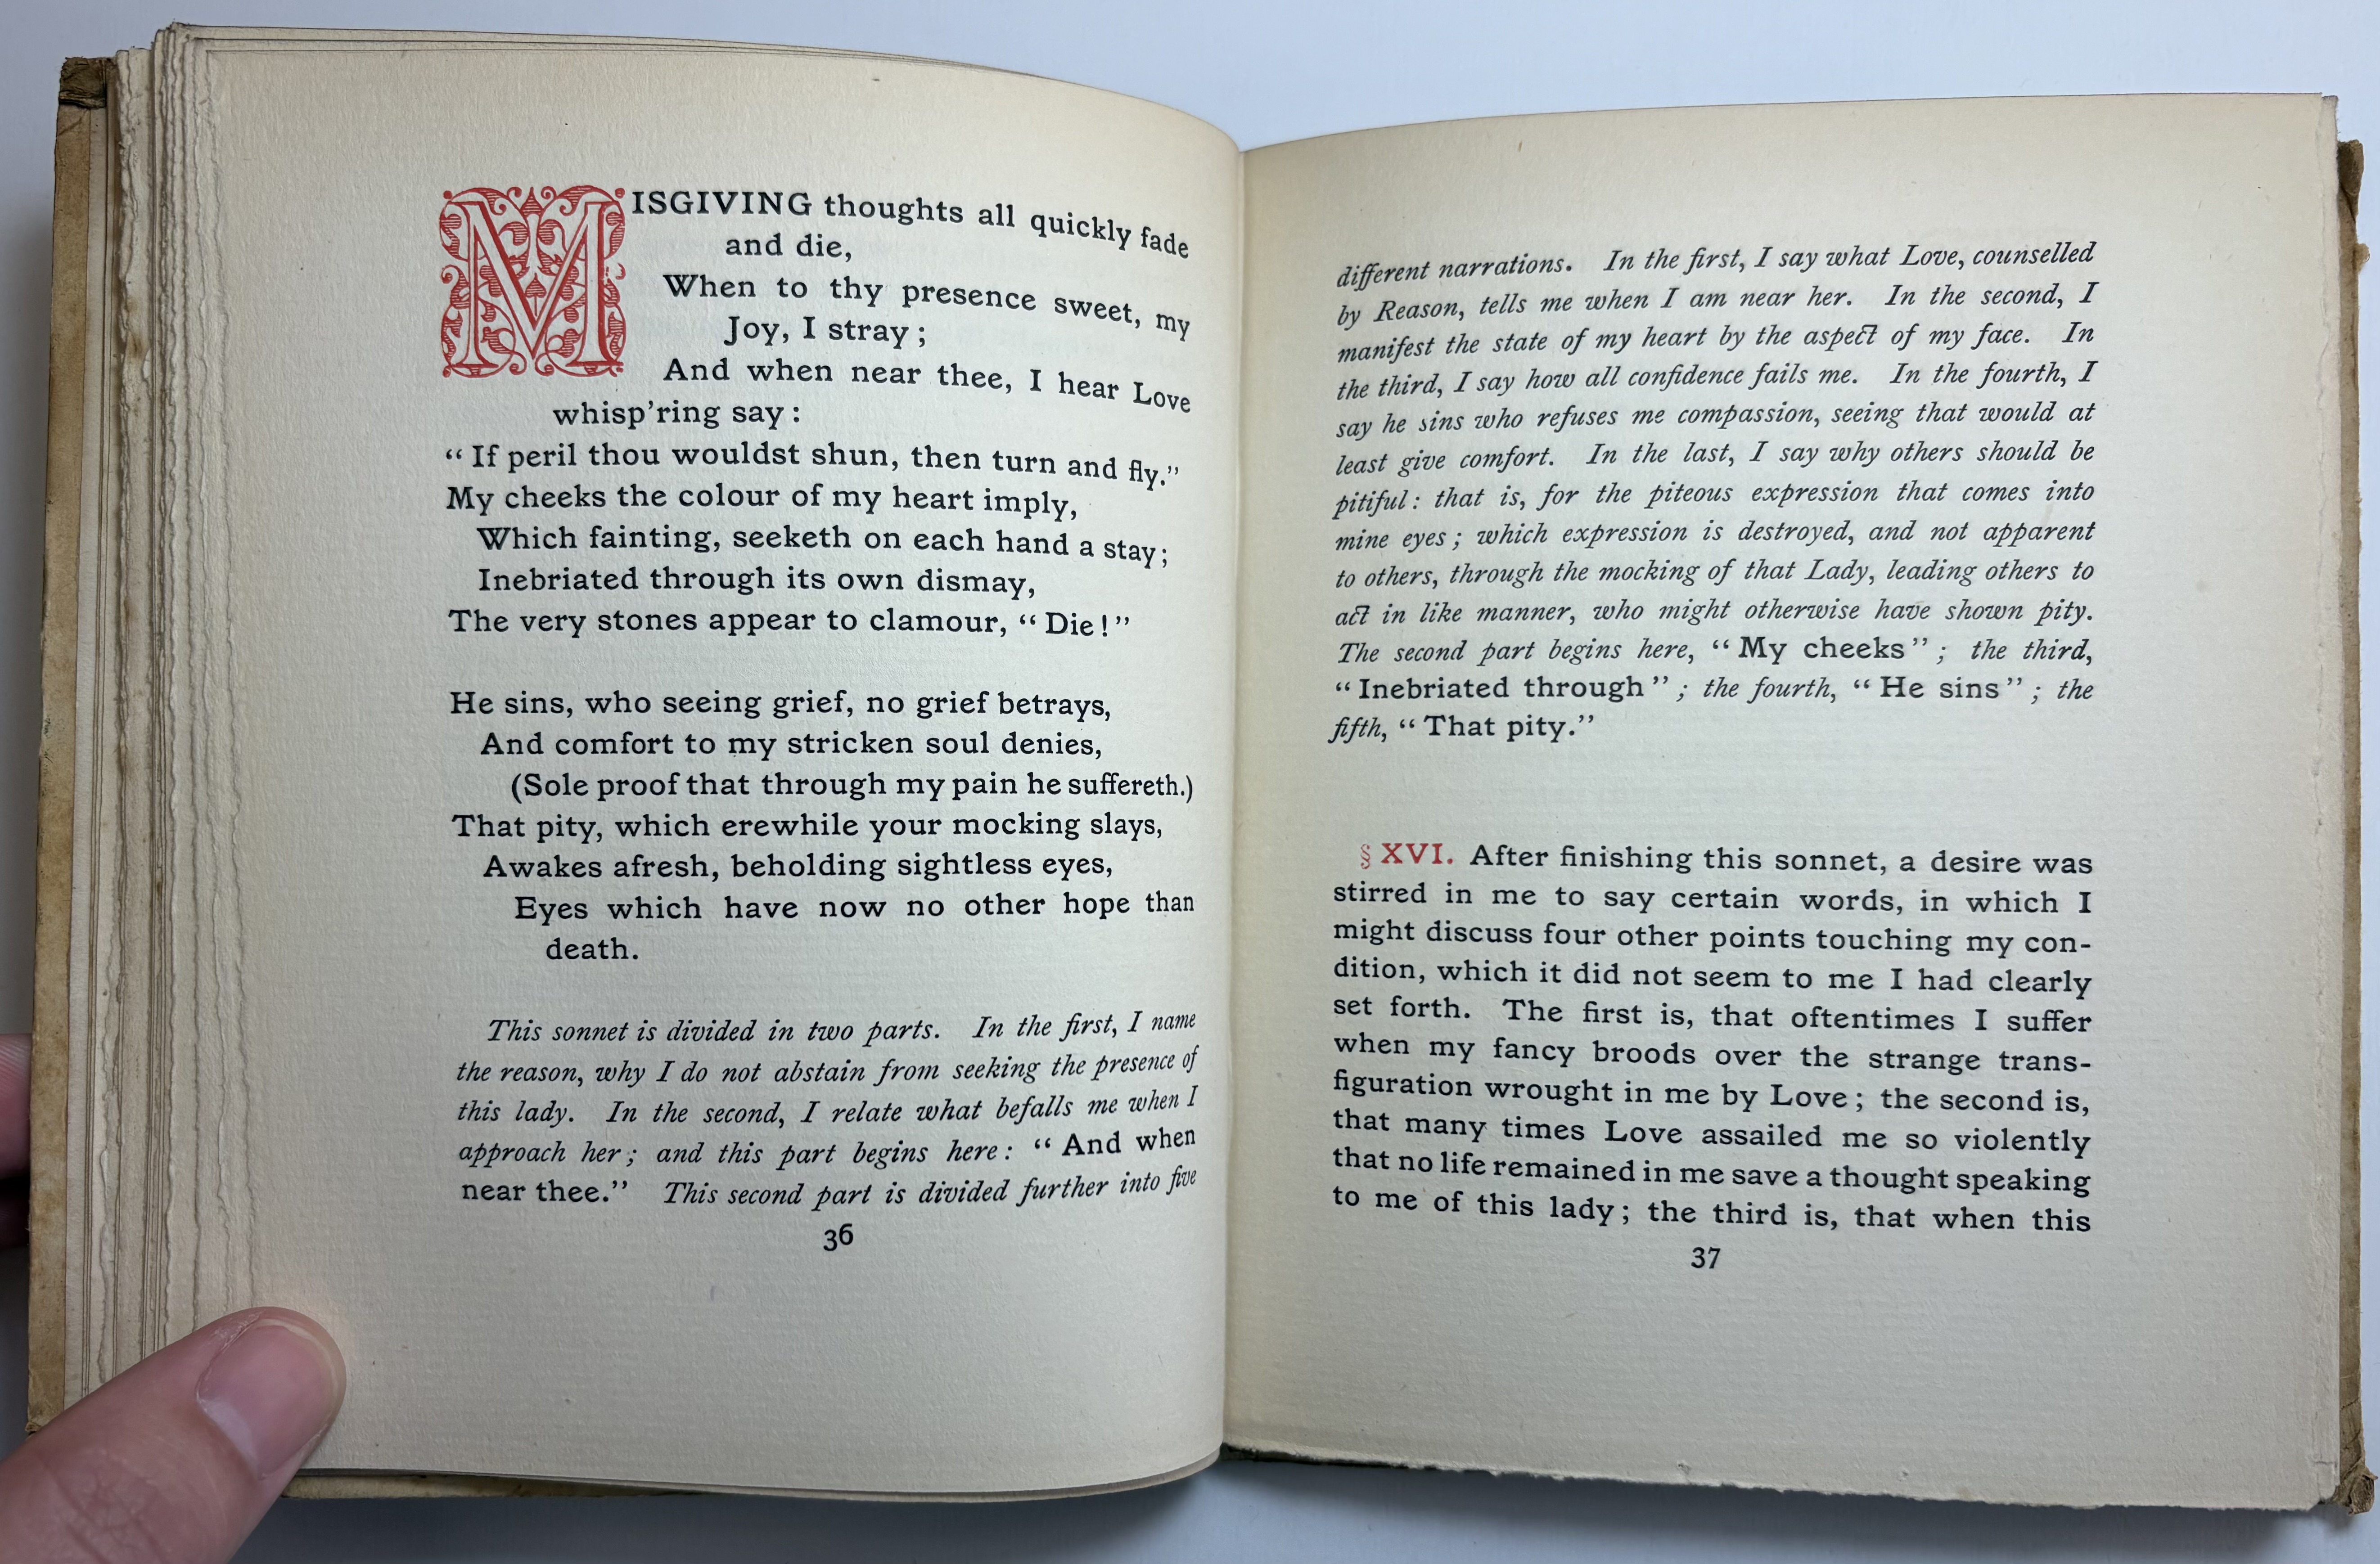 MISGIVING thoughts all quickly fade
and die,
When to thy presence sweet, my
Joy, I stray ;
And when near thee, I hear Love
whisp'ring say :
“ If peril thou wouldst shun, then turn and fly.”
My cheeks the colour of my heart imply,
Which fainting, seeketh on each hand a stay ;
Inebriated through its own dismay,
The very stones appear to clamour, “ Die ! ”
He sins, who seeing grief, no grief betrays,
And comfort to my stricken soul denies,
(Sole proof that through my pain he suffereth.)
That pity, which erewhile your mocking slays,
Awakes afresh, beholding sightless eyes,
Eyes which have now no other hope than
death.
This sonnet is divided in two parts. In the first, I name
the reason, why I do not abstain from seeking the presence of
this lady. In the second, I relate what befalls me when I
approach her ; and this part begins here : “ And when
near thee.” This second part is divided further into five
36
different narrations. In the first, I say what Love, counselled
by Reason, tells me when I am near her. In the second, I
manifest the state of my heart by the aspect of my face. In
the third, I say how all confidence fails me. In the fourth, I
say he sins who refuses me compassion, seeing that would at
least give comfort. In the last, I say why others should be
pitiful : that is, for the piteous expression that comes into
mine eyes ; which expression is destroyed, and not apparent
to others, through the mocking of that Lady, leading others to
act in like manner, who might otherwise have shown pity.
The second part begins here, “ My cheeks ” ; the third,
“ Inebriated through ” ; the fourth, “ He sins ” ; the
fifth, “ That pity.”
§ XVI. After finishing this sonnet, a desire was
stirred in me to say certain words, in which I
might discuss four other points touching my con-
dition, which it did not seem to me I had clearly
set forth. The first is, that oftentimes I suffer
when my fancy broods over the strange trans-
figuration wrought in me by Love ; the second is,
that many times Love assailed me so violently
that no life remained in me save a thought speaking
to me of this lady ; the third is, that when this
37